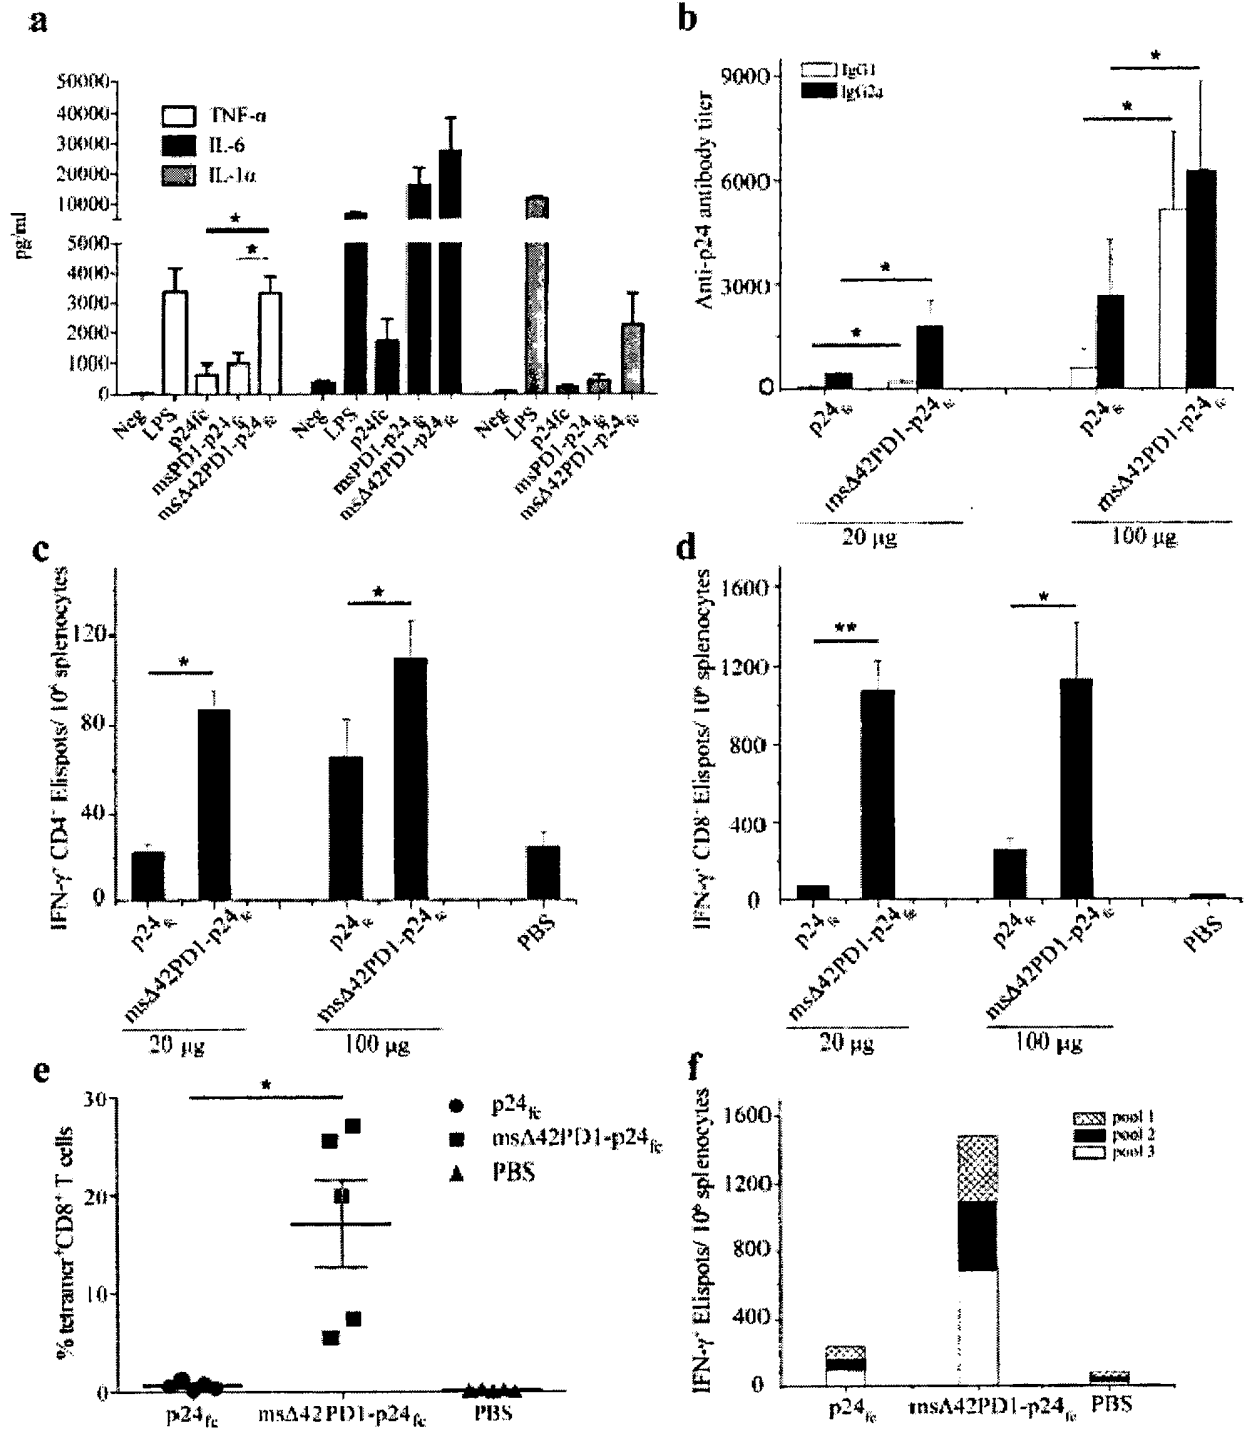 a
50000
40000
30000
20000
10000
5000
4000
3000
2000
1000
0
pg/ml
TNF-α
IL-6
IL-1α
*
*
Neg
LPS
p24fc
msPD1-p24fc
msΔ42PD1-p24fc
Neg
LPS
p24fc
msPD1-p24fc
msΔ42PD1-p24fc
Neg
LPS
p24fc
msPD1-p24fc
msΔ42PD1-p24fc
b
9000
6000
3000
0
Anti-p24 antibody titer
IgG1
IgG2a
*
*
*
*
p24fc
msΔ42PD1-p24fc
20 μg
p24fc
msΔ42PD1-p24fc
100 μg
c
IFN-γ+ CD4+ Elispots/ 10⁶ splenocytes
120
80
40
0
*
*
p24fc
msΔ42PD1-p24fc
20 μg
p24fc
msΔ42PD1-p24fc
100 μg
PBS
d
IFN-γ+ CD8+ Elispots/ 10⁶ splenocytes
1600
1200
800
400
0
**
*
p24fc
msΔ42PD1-p24fc
20 μg
p24fc
msΔ42PD1-p24fc
100 μg
PBS
e
% tetramer+CD8+ T cells
30
20
10
0
*
p24fc
msΔ42PD1-p24fc
PBS
p24fc
msΔ42PD1-p24fc
PBS
f
IFN-γ+ Elispots/ 10⁶ splenocytes
1600
1200
800
400
0
pool 1
pool 2
pool 3
p24fc
msΔ42PD1-p24fc
PBS